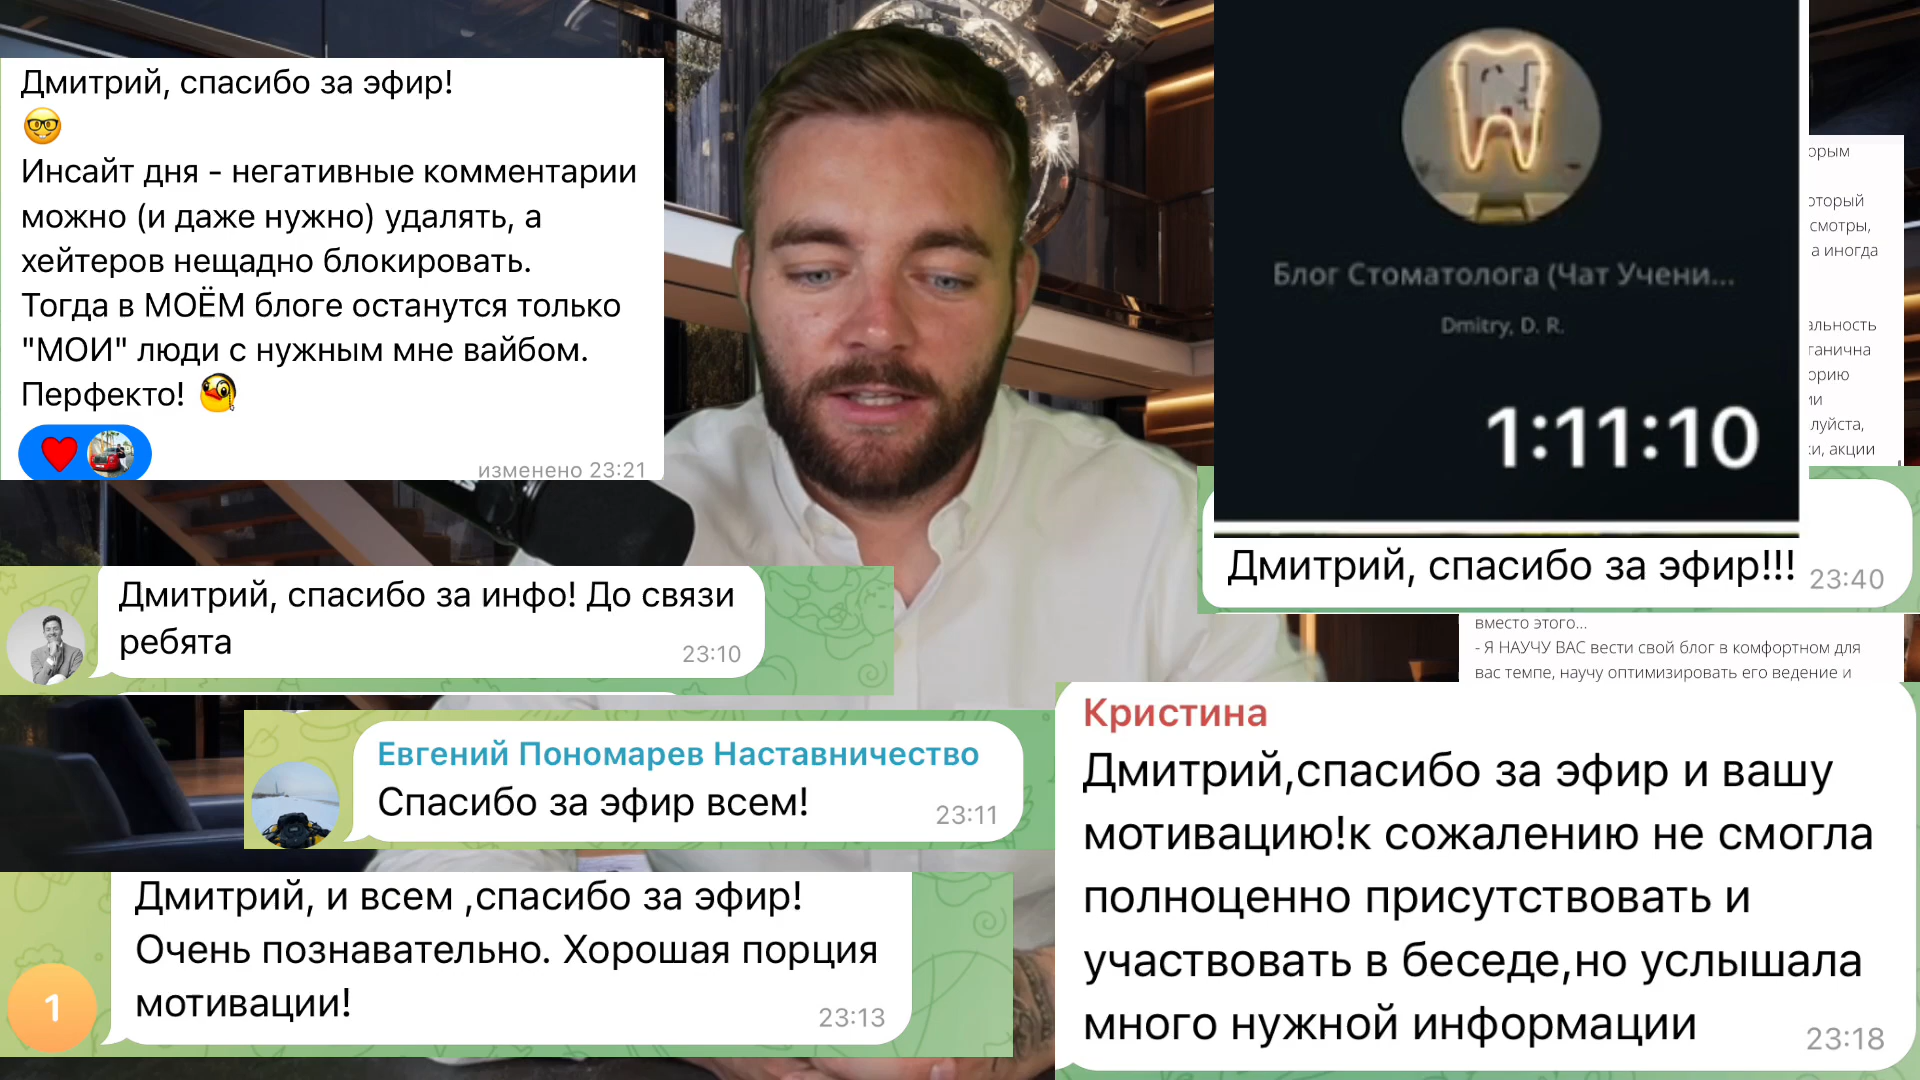 Дмитрий, спасибо за эфир!
🤓
Инсайт дня - негативные комментарии
можно (и даже нужно) удалять, а
хейтеров нещадно блокировать.
Тогда в МОЁМ блоге останутся только
"МОИ" люди с нужным мне вайбом.
Перфекто!
изменено 23:21
Блог Стоматолога (Чат Учени...
Dmitry, D. R.
1:11:10
смотры,
а иногда
луйста,
акции
Дмитрий, спасибо за эфир!!!
23:40
вместо этого...
- Я НАУЧУ ВАС вести свой блог в комфортном для
вас темпе, научу оптимизировать его ведение и
Дмитрий, спасибо за инфо! До связи
ребята
23:10
Евгений Пономарев Наставничество
Спасибо за эфир всем!
23:11
1
Дмитрий, и всем ,спасибо за эфир!
Очень познавательно. Хорошая порция
мотивации!
23:13
Кристина
Дмитрий,спасибо за эфир и вашу
мотивацию!к сожалению не смогла
полноценно присутствовать и
участвовать в беседе,но услышала
много нужной информации
23:18